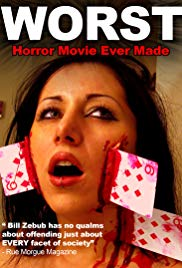 WORST
Horror Movie Ever Made
“ Bill Zebub has no qualms
about offending just about
EVERY facet of society”
- Rue Morgue Magazine